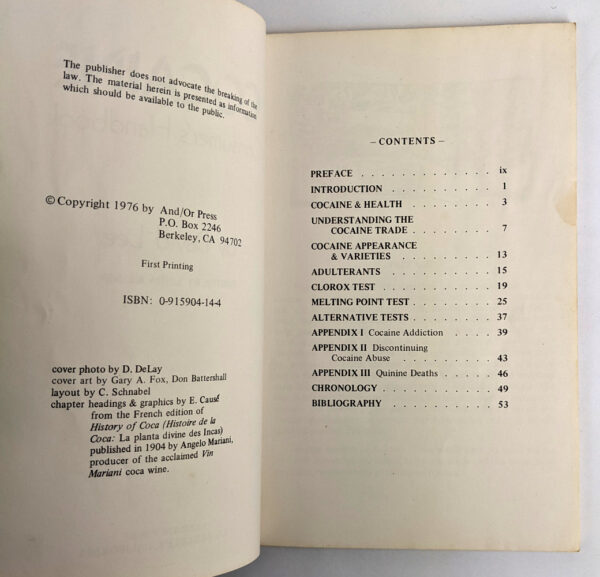 The publisher does not advocate the breaking of the
law. The material herein is presented as information
which should be available to the public.
© Copyright 1976 by And/Or Press
P.O. Box 2246
Berkeley, CA 94702
First Printing
ISBN: 0-915904-14-4
cover photo by D. DeLay
cover art by Gary A. Fox, Don Battershall
layout by C. Schnabel
chapter headings & graphics by E. Causé
from the French edition of
History of Coca (Histoire de la
Coca: La planta divine des Incas)
published in 1904 by Angelo Mariani,
producer of the acclaimed Vin
Mariani coca wine.
– CONTENTS –
PREFACE . . . . . . . . . . . . . ix
INTRODUCTION . . . . . . . . . . 1
COCAINE & HEALTH . . . . . . . . 3
UNDERSTANDING THE
COCAINE TRADE . . . . . . . . 7
COCAINE APPEARANCE
& VARIETIES . . . . . . . . . 13
ADULTERANTS . . . . . . . . . . 15
CLOROX TEST . . . . . . . . . . 19
MELTING POINT TEST . . . . . . . 25
ALTERNATIVE TESTS . . . . . . . . 37
APPENDIX I Cocaine Addiction . . . . 39
APPENDIX II Discontinuing
Cocaine Abuse . . . . . . . . 43
APPENDIX III Quinine Deaths . . . . . 46
CHRONOLOGY . . . . . . . . . . 49
BIBLIOGRAPHY . . . . . . . . . . 53